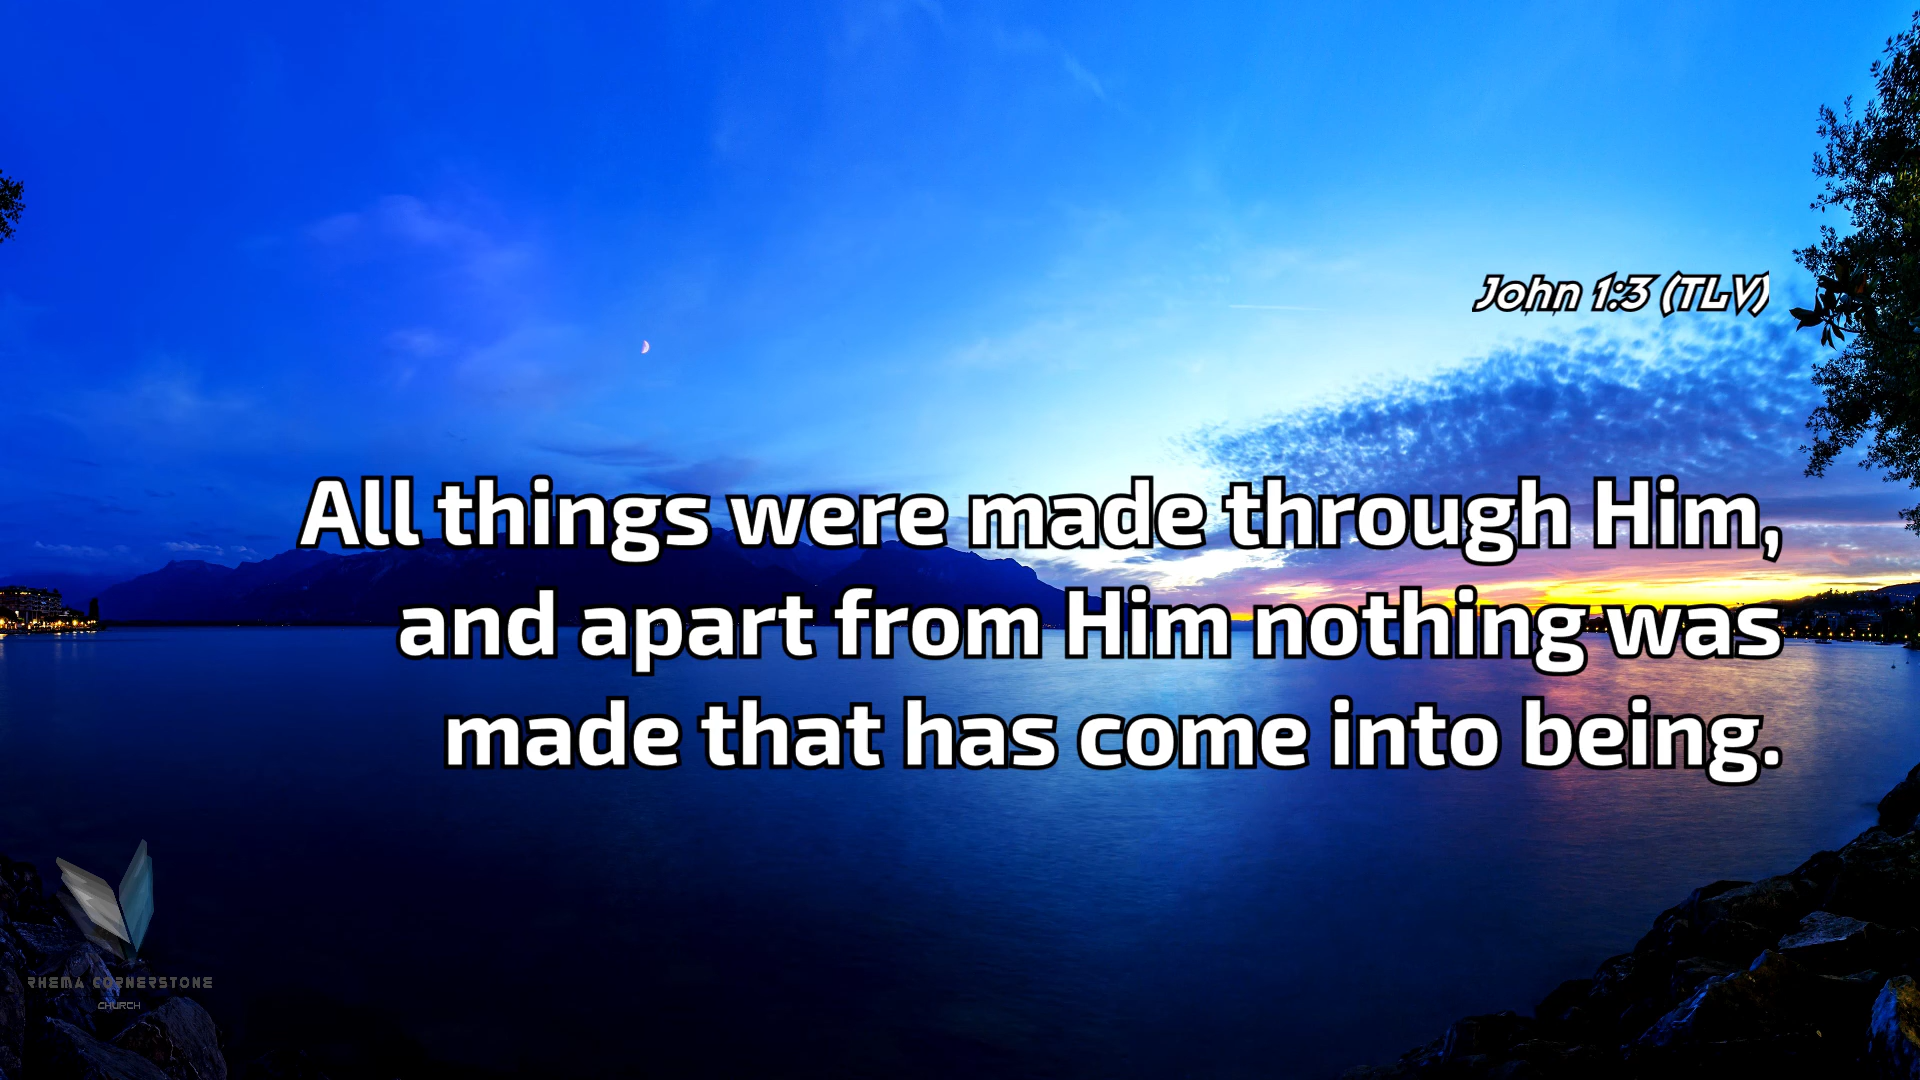 John 1:3 (TLV)
All things were made through Him,
and apart from Him nothing was
made that has come into being.
RHEMA CORNERSTONE
CHURCH